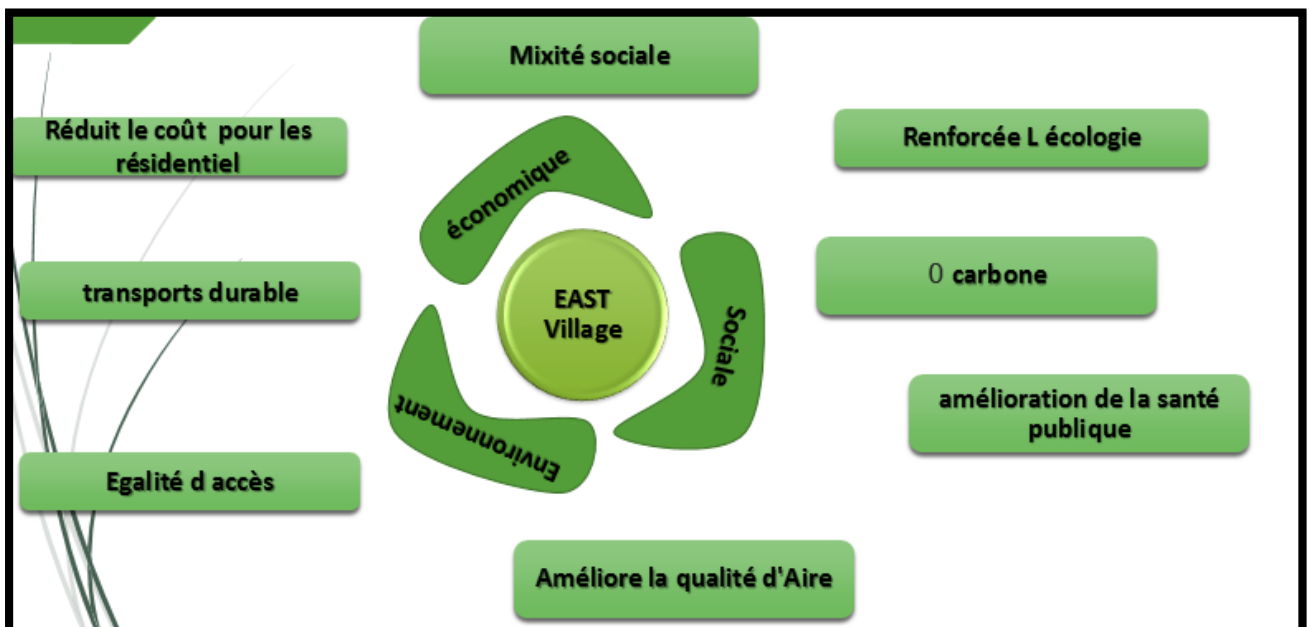 Mixité sociale
Réduit le coût pour les
résidentiel
Renforcée L écologie
économique
transports durable
EAST
Village
Sociale
0 carbone
Environnement
amélioration de la santé
publique
Egalité d accès
Améliore la qualité d'Aire